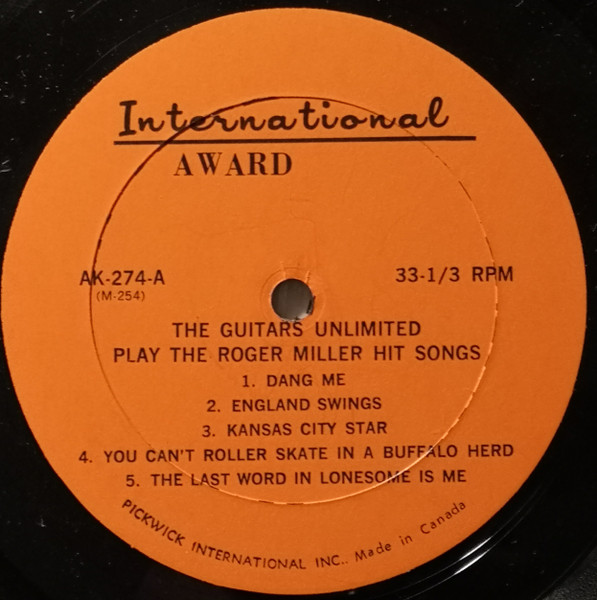 International
AWARD
AK-274-A
33-1/3 RPM
(M-254)
THE GUITARS UNLIMITED
PLAY THE ROGER MILLER HIT SONGS
1. DANG ME
2. ENGLAND SWINGS
3. KANSAS CITY STAR
4. YOU CAN'T ROLLER SKATE IN A BUFFALO HERD
5. THE LAST WORD IN LONESOME IS ME
PICKWICK INTERNATIONAL INC.. Made in Canada